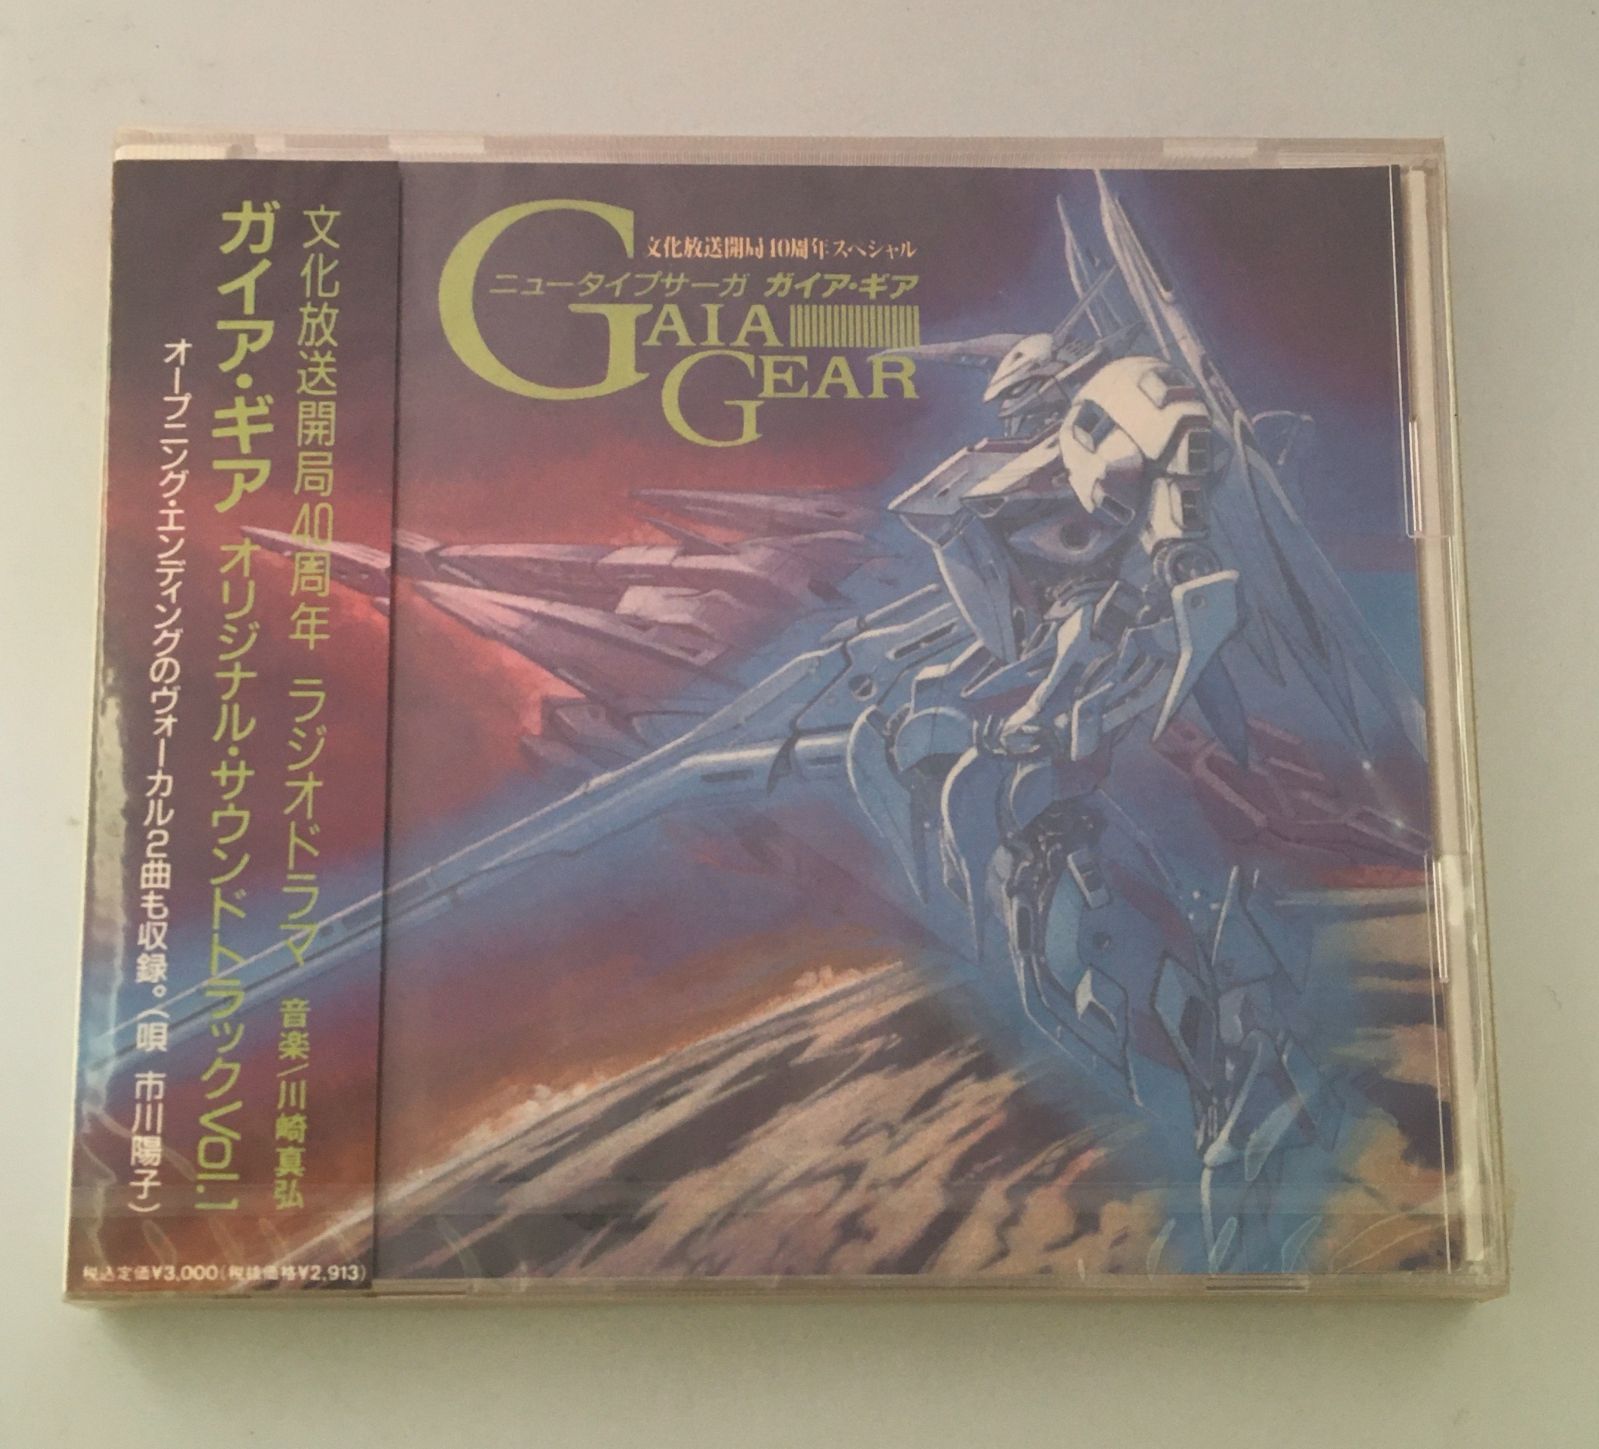 文化放送開局40周年 ラジオドラマ 音楽/川崎真弘
ガイア・ギア オリジナル・サウンドトラックVol.1
オープニング・エンディングのヴォーカル2曲も収録。(唄 市川陽子)
税込定価¥3,000(税抜価格¥2,913)
文化放送開局40周年スペシャル
ニュータイプサーガ ガイア・ギア
GAIA
GEAR